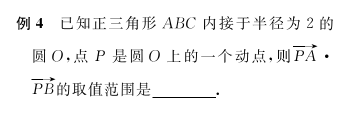 例4 已知正三角形 ABC 内接于半径为 2 的
圆 O,点 P 是圆 O 上的一个动点,则$\overrightarrow{PA}$ ·
$\overrightarrow{PB}$的取值范围是________.